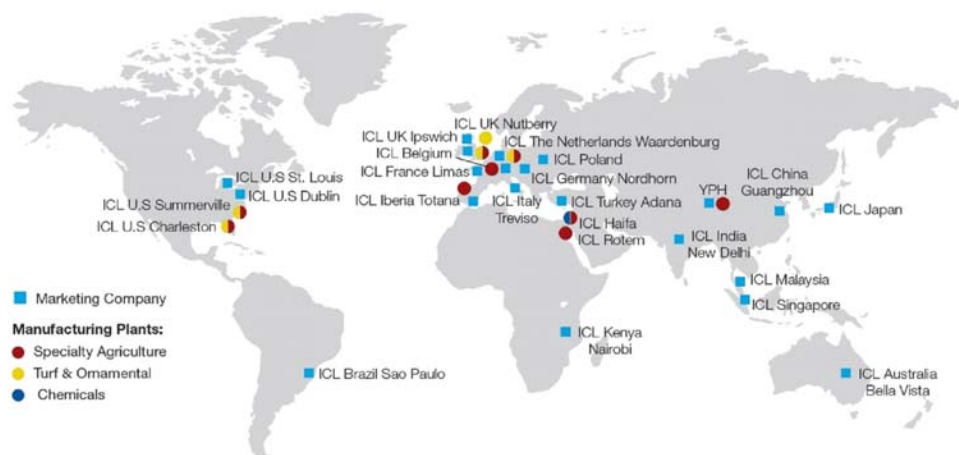 ICL UK Nutberry
ICL UK Ipswich
ICL The Netherlands Waardenburg
ICL Belgium
ICL Poland
ICL France Limas
ICL Germany Nordhorn
ICL Iberia Totana
ICL Italy
Treviso
ICL Turkey Adana
ICL Haifa
ICL Rotem
YPH
ICL China
Guangzhou
ICL Japan
ICL India
New Delhi
ICL Malaysia
ICL Singapore
ICL U.S St. Louis
ICL U.S Dublin
ICL U.S Summerville
ICL U.S Charleston
Marketing Company
Manufacturing Plants:
Specialty Agriculture
Turf & Ornamental
Chemicals
ICL Brazil Sao Paulo
ICL Kenya
Nairobi
ICL Australia
Bella Vista